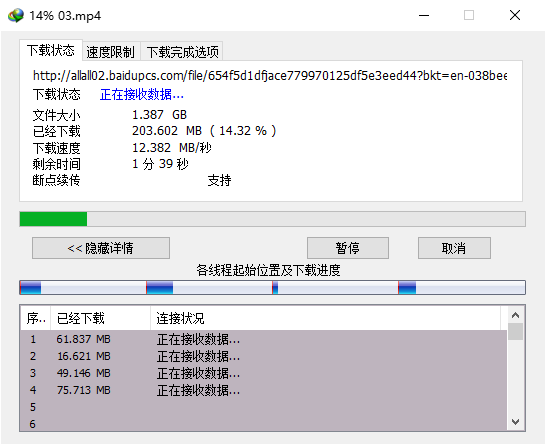 14% 03.mp4
下载状态 速度限制 下载完成选项
http://allall02.baidupcs.com/file/654f5d1dfjace779970125df5e3eed44?bkt=en-038bee
下载状态 正在接收数据...
文件大小 1.387 GB
已经下载 203.602 MB ( 14.32 % )
下载速度 12.382 MB/秒
剩余时间 1 分 39 秒
断点续传 支持
<< 隐藏详情 暂停 取消
各线程起始位置及下载进度
序.. 已经下载 连接状况
1 61.837 MB 正在接收数据...
2 16.621 MB 正在接收数据...
3 49.146 MB 正在接收数据...
4 75.713 MB 正在接收数据...
5
6